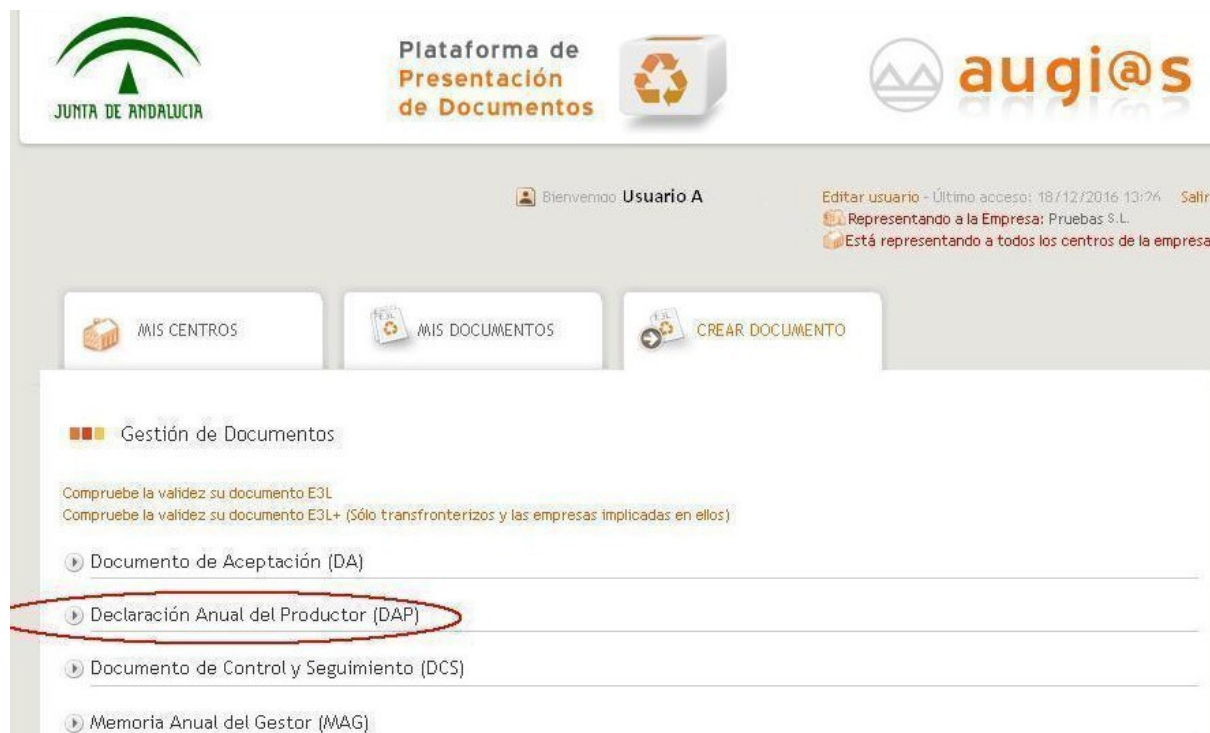 JUNTA DE ANDALUCIA
Plataforma de
Presentación
de Documentos
augi@s
Bienvenido Usuario A
Editar usuario - Último acceso: 18/12/2016 13:26 Salir
Representando a la Empresa: Pruebas S.L.
Está representando a todos los centros de la empresa
MIS CENTROS
MIS DOCUMENTOS
CREAR DOCUMENTO
Gestión de Documentos
Compruebe la validez su documento E3L
Compruebe la validez su documento E3L+ (Sólo transfronterizos y las empresas implicadas en ellos)
Documento de Aceptación (DA)
Declaración Anual del Productor (DAP)
Documento de Control y Seguimiento (DCS)
Memoria Anual del Gestor (MAG)